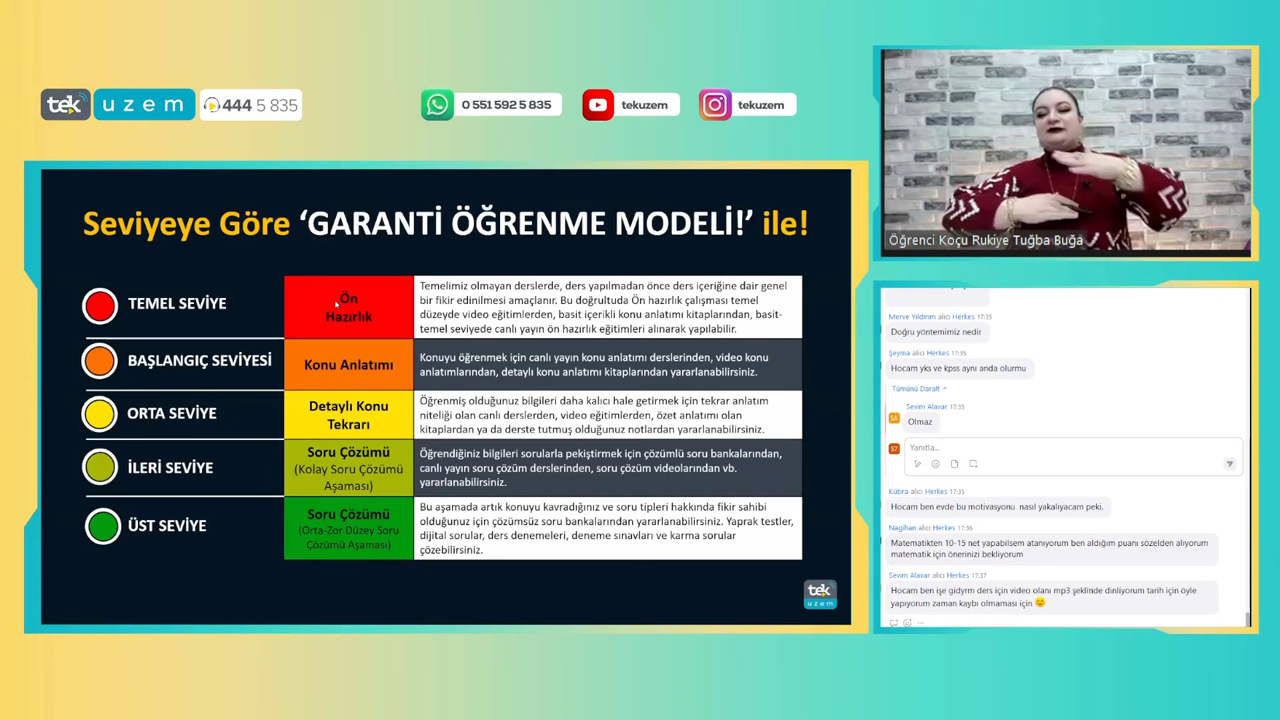 tek uzem 444 5 835
0 551 592 5 835
tekuzem
tekuzem
Seviyeye Göre ‘GARANTİ ÖĞRENME MODELİ!’ ile!
TEMEL SEVİYE
Ön
Hazırlık
Temelimiz olmayan derslerde, ders yapılmadan önce ders içeriğine dair genel
bir fikir edinilmesi amaçlanır. Bu doğrultuda Ön hazırlık çalışması temel
düzeyde video eğitimlerden, basit içerikli konu anlatımı kitaplarından, basit-
temel seviyede canlı yayın ön hazırlık eğitimleri alınarak yapılabilir.
BAŞLANGIÇ SEVİYESİ
Konu Anlatımı
Konuyu öğrenmek için canlı yayın konu anlatımı derslerinden, video konu
anlatımlarından, detaylı konu anlatımı kitaplarından yararlanabilirsiniz.
ORTA SEVİYE
Detaylı Konu
Tekrarı
Öğrenmiş olduğunuz bilgileri daha kalıcı hale getirmek için tekrar anlatım
niteliği olan canlı derslerden, video eğitimlerden, özet anlatımı olan
kitaplardan ya da derste tutmuş olduğunuz notlardan yararlanabilirsiniz.
İLERİ SEVİYE
Soru Çözümü
(Kolay Soru Çözümü
Aşaması)
Öğrendiğiniz bilgileri sorularla pekiştirmek için çözümlü soru bankalarından,
canlı yayın soru çözüm derslerinden, soru çözüm videolarından vb.
yararlanabilirsiniz.
ÜST SEVİYE
Soru Çözümü
(Orta-Zor Düzey Soru
Çözümü Aşaması)
Bu aşamada artık konuyu kavradığınız ve soru tipleri hakkında fikir sahibi
olduğunuz için çözümsüz soru bankalarından yararlanabilirsiniz. Yaprak testler,
dijital sorular, ders denemeleri, deneme sınavları ve karma sorular
çözebilirsiniz.
tek
uzem
Öğrenci Koçu Rukiye Tuğba Buğa
Merve Yıldırım alıcı Herkes 17:35
Doğru yöntemimiz nedir
Şeyma alıcı Herkes 17:35
Hocam yks ve kpss aynı anda olurmu
Tümünü Daralt
Sevim Alavar 17:35
SA
Olmaz
S7
Yanıtla...
Kübra alıcı Herkes 17:35
Hocam ben evde bu motivasyonu nasıl yakalıyacam peki.
Nagihan alıcı Herkes 17:36
Matematikten 10-15 net yapabilsem atanıyorum ben aldığım puanı sözelden alıyorum
matematik için önerinizi bekliyorum
Sevim Alavar alıcı Herkes 17:37
Hocam ben işe gidyrm ders için video olanı mp3 şeklinde dinliyorum tarih için öyle
yapıyorum zaman kaybı olmaması için 😊